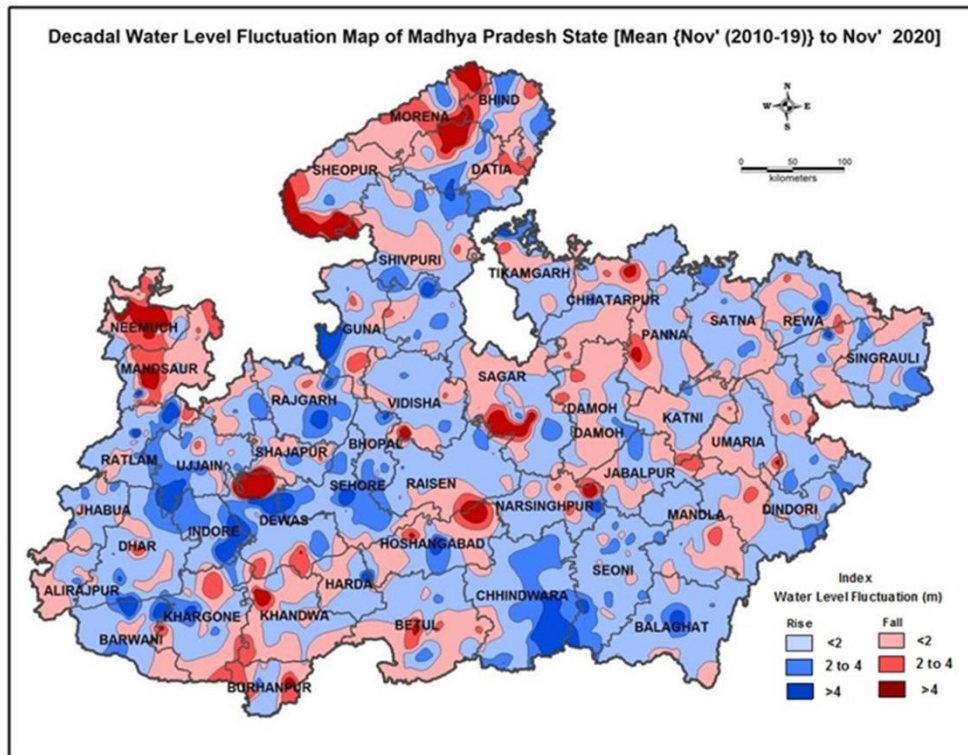 Decadal Water Level Fluctuation Map of Madhya Pradesh State [Mean {Nov' (2010-19)} to Nov' 2020]
N
W E
S
0 50 100
kilometers
BHIND
MORENA
SHEOPUR
DATIA
SHIVPURI
TIKAMGARH
CHHATARPUR
NEEMUCH
GUNA
PANNA
SATNA
REWA
SINGRAULI
MANDSAUR
SAGAR
RAJGARH
VIDISHA
DAMOH
KATNI
DAMOH
UMARIA
BHOPAL
SHAJAPUR
RATLAM
UJJAIN
JABALPUR
SEHORE
RAISEN
NARSINGHPUR
JHABUA
DEWAS
MANDLA
DINDORI
INDORE
DHAR
HOSHANGABAD
SEONI
ALIRAJPUR
HARDA
CHHINDWARA
KHARGONE
KHANDWA
BETUL
BALAGHAT
BARWANI
BURHANPUR
Index
Water Level Fluctuation (m)
Rise Fall
<2 <2
2 to 4 2 to 4
>4 >4